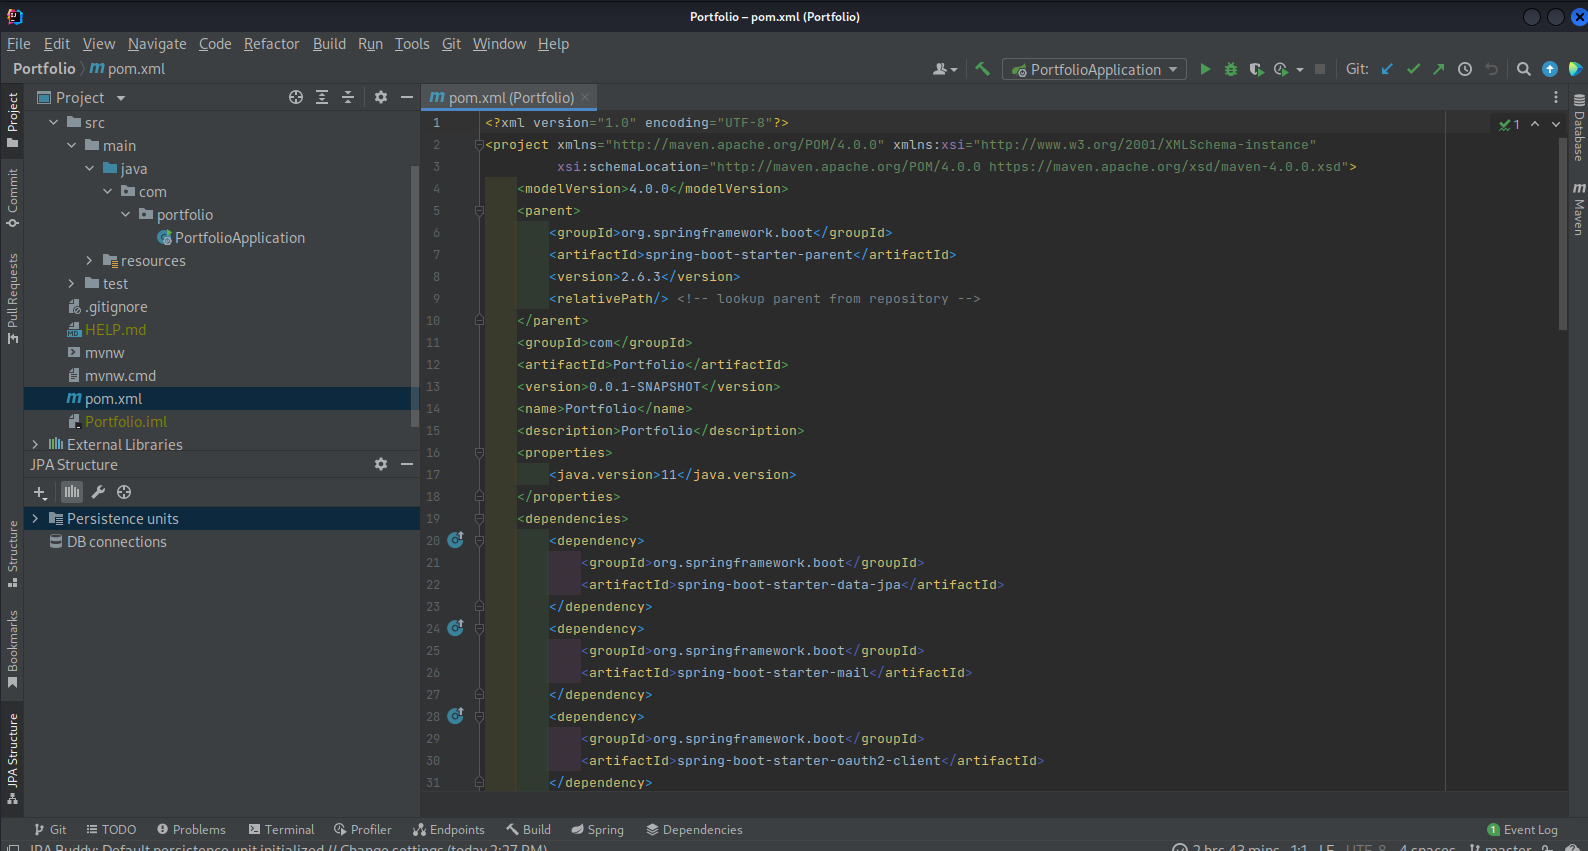 Portfolio – pom.xml (Portfolio)
File Edit View Navigate Code Refactor Build Run Tools Git Window Help
Portfolio pom.xml
PortfolioApplication
Git:
Project
pom.xml (Portfolio)
Project
Commit
Pull Requests
Structure
Bookmarks
JPA Structure
src
main
java
com
portfolio
PortfolioApplication
resources
test
.gitignore
HELP.md
mvnw
mvnw.cmd
pom.xml
Portfolio.iml
External Libraries
JPA Structure
Persistence units
DB connections
1 <?xml version="1.0" encoding="UTF-8"?>
2 <project xmlns="http://maven.apache.org/POM/4.0.0" xmlns:xsi="http://www.w3.org/2001/XMLSchema-instance"
3 xsi:schemaLocation="http://maven.apache.org/POM/4.0.0 https://maven.apache.org/xsd/maven-4.0.0.xsd">
4 <modelVersion>4.0.0</modelVersion>
5 <parent>
6 <groupId>org.springframework.boot</groupId>
7 <artifactId>spring-boot-starter-parent</artifactId>
8 <version>2.6.3</version>
9 <relativePath/> <!-- lookup parent from repository -->
10 </parent>
11 <groupId>com</groupId>
12 <artifactId>Portfolio</artifactId>
13 <version>0.0.1-SNAPSHOT</version>
14 <name>Portfolio</name>
15 <description>Portfolio</description>
16 <properties>
17 <java.version>11</java.version>
18 </properties>
19 <dependencies>
20 <dependency>
21 <groupId>org.springframework.boot</groupId>
22 <artifactId>spring-boot-starter-data-jpa</artifactId>
23 </dependency>
24 <dependency>
25 <groupId>org.springframework.boot</groupId>
26 <artifactId>spring-boot-starter-mail</artifactId>
27 </dependency>
28 <dependency>
29 <groupId>org.springframework.boot</groupId>
30 <artifactId>spring-boot-starter-oauth2-client</artifactId>
31 </dependency>
1
Database
Maven
Git TODO Problems Terminal Profiler Endpoints Build Spring Dependencies
1 Event Log
JPA Buddy: Default persistence unit initialized // Change settings (today 2:27 PM)
2 hrs 43 mins 1:1 LF UTF-8 4 spaces master